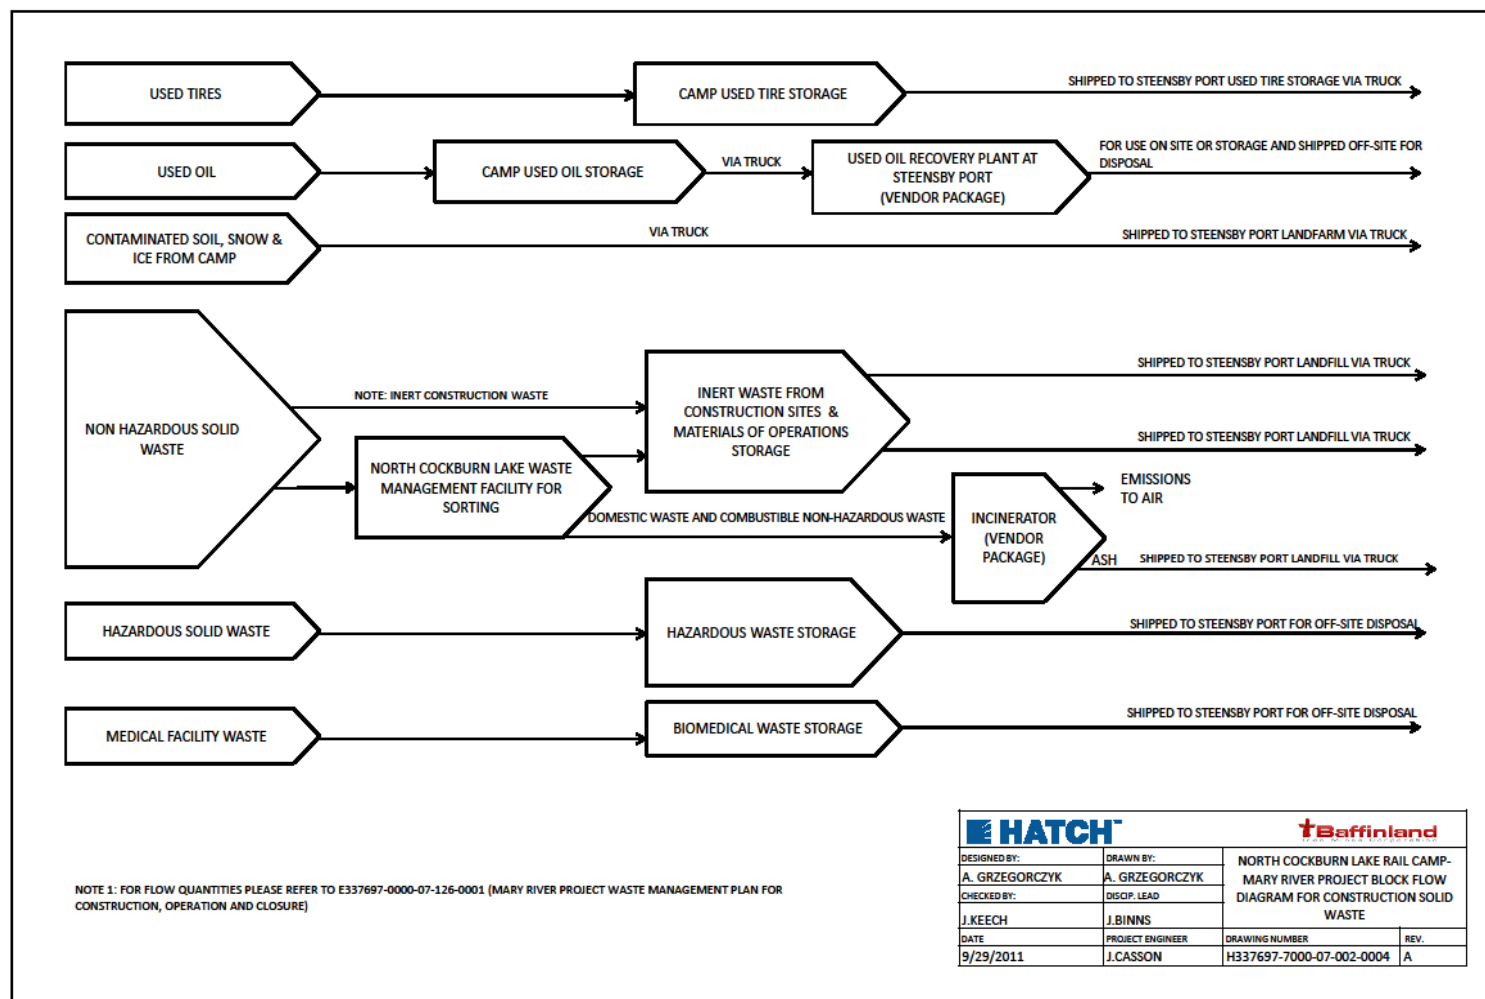 USED TIRES
CAMP USED TIRE STORAGE
SHIPPED TO STEENSBY PORT USED TIRE STORAGE VIA TRUCK
USED OIL
CAMP USED OIL STORAGE
VIA TRUCK
USED OIL RECOVERY PLANT AT
STEENSBY PORT
(VENDOR PACKAGE)
FOR USE ON SITE OR STORAGE AND SHIPPED OFF-SITE FOR
DISPOSAL
CONTAMINATED SOIL, SNOW &
ICE FROM CAMP
VIA TRUCK
SHIPPED TO STEENSBY PORT LANDFARM VIA TRUCK
NON HAZARDOUS SOLID
WASTE
NOTE: INERT CONSTRUCTION WASTE
INERT WASTE FROM
CONSTRUCTION SITES &
MATERIALS OF OPERATIONS
STORAGE
SHIPPED TO STEENSBY PORT LANDFILL VIA TRUCK
SHIPPED TO STEENSBY PORT LANDFILL VIA TRUCK
NORTH COCKBURN LAKE WASTE
MANAGEMENT FACILITY FOR
SORTING
DOMESTIC WASTE AND COMBUSTIBLE NON-HAZARDOUS WASTE
INCINERATOR
(VENDOR
PACKAGE)
EMISSIONS
TO AIR
ASH
SHIPPED TO STEENSBY PORT LANDFILL VIA TRUCK
HAZARDOUS SOLID WASTE
HAZARDOUS WASTE STORAGE
SHIPPED TO STEENSBY PORT FOR OFF-SITE DISPOSAL
MEDICAL FACILITY WASTE
BIOMEDICAL WASTE STORAGE
SHIPPED TO STEENSBY PORT FOR OFF-SITE DISPOSAL
NOTE 1: FOR FLOW QUANTITIES PLEASE REFER TO E337697-0000-07-126-0001 (MARY RIVER PROJECT WASTE MANAGEMENT PLAN FOR
CONSTRUCTION, OPERATION AND CLOSURE)
HATCH™
Baffinland
Iron Mines Corporation
DESIGNED BY:
A. GRZEGORCZYK
DRAWN BY:
A. GRZEGORCZYK
CHECKED BY:
J.KEECH
DISCIP. LEAD
J.BINNS
NORTH COCKBURN LAKE RAIL CAMP-
MARY RIVER PROJECT BLOCK FLOW
DIAGRAM FOR CONSTRUCTION SOLID
WASTE
DATE
9/29/2011
PROJECT ENGINEER
J.CASSON
DRAWING NUMBER
H337697-7000-07-002-0004
REV.
A